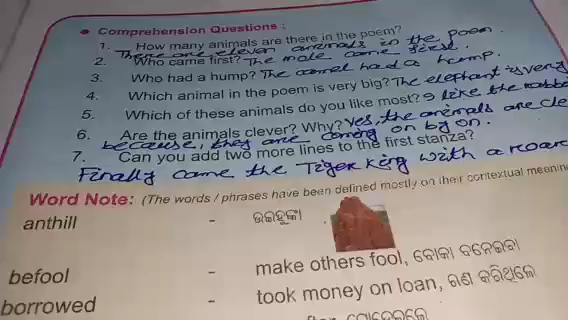 Comprehension Questions :
1. How many animals are there in the poem?
There are eleven animals in the poem.
2. Who came first? The mole came first.
3. Who had a hump? The camel had a hump.
4. Which animal in the poem is very big? The elephant is very
5. Which of these animals do you like most? I like the
6. Are the animals clever? Why? Yes, the animals are
because, they are coming on by on.
7. Can you add two more lines to the first stanza?
Finally came the Tiger King with a roar
Word Note: (The words / phrases have been defined mostly on their contextual
anthill - ଉଇହୁଙ୍କା
befool - make others fool, ବୋକା ବନେଇବା
borrowed - took money on loan, ଋଣ କରିଥିଲେ